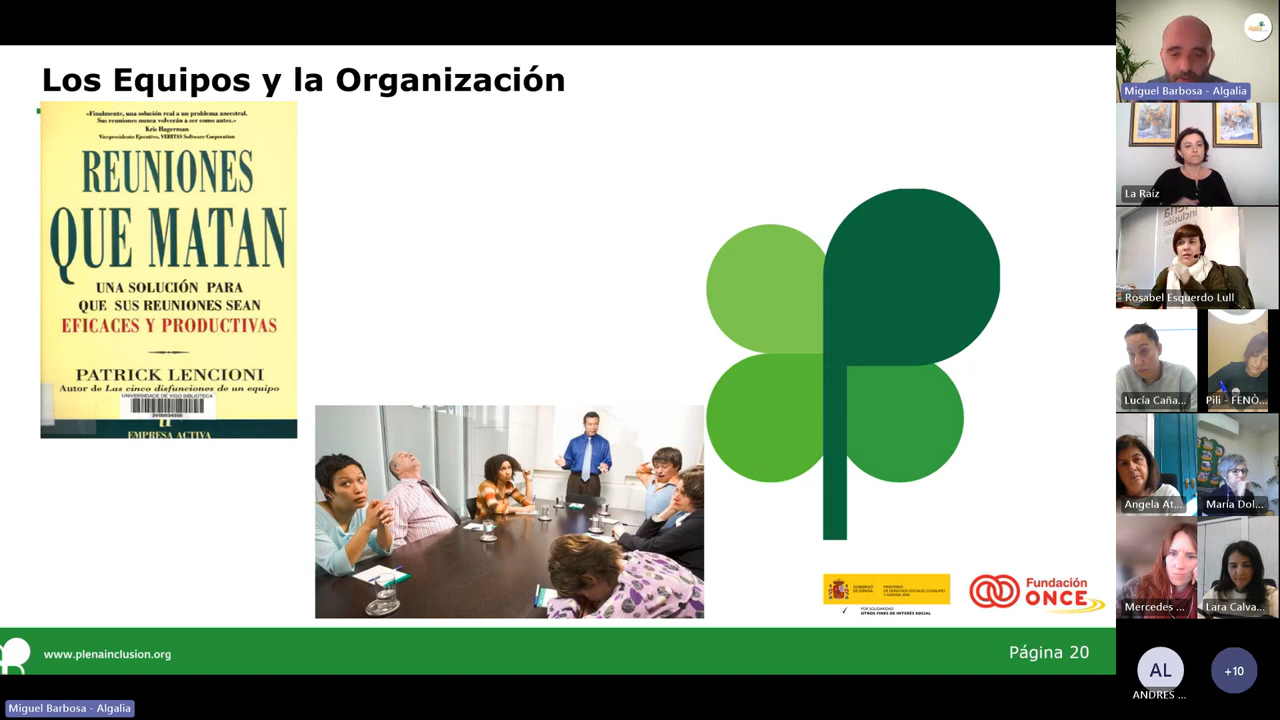 Los Equipos y la Organización
«Finalmente, una solución real a un problema ancestral.
Sus reuniones nunca volverán a ser como antes.»
Kris Hagerman
Vicepresidente Ejecutivo, VERITAS Software Corporation
REUNIONES
QUE MATAN
UNA SOLUCIÓN PARA
QUE SUS REUNIONES SEAN
EFICACES Y PRODUCTIVAS
PATRICK LENCIONI
Autor de Las cinco disfunciones de un equipo
UNIVERSIDADE DE VIGO BIBLIOTECA
EMPRESA ACTIVA
GOBIERNO
DE ESPAÑA
MINISTERIO
DE DERECHOS SOCIALES, CONSUMO
Y AGENDA 2030
POR SOLIDARIDAD
OTROS FINES DE INTERÉS SOCIAL
Fundación
ONCE
www.plenainclusion.org
Página 20
Miguel Barbosa - Algalia
Miguel Barbosa - Algalia
La Raíz
inclusión
Rosabel Esquerdo Lull
Lucía Caña...
Pili - FENÒ...
Angela At...
María Dol...
Mercedes ...
Lara Calva...
AL
ANDRES ...
+10